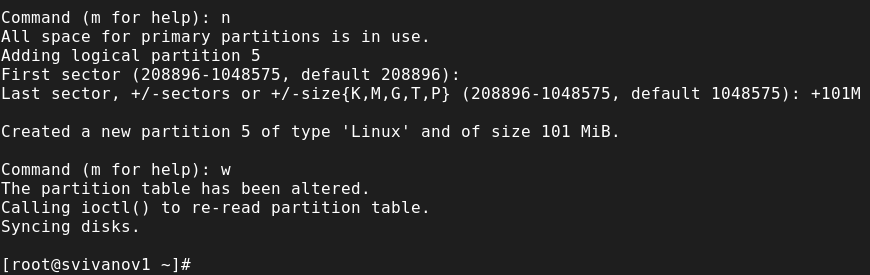 Command (m for help): n
All space for primary partitions is in use.
Adding logical partition 5
First sector (208896-1048575, default 208896):
Last sector, +/-sectors or +/-size{K,M,G,T,P} (208896-1048575, default 1048575): +101M
Created a new partition 5 of type 'Linux' and of size 101 MiB.
Command (m for help): w
The partition table has been altered.
Calling ioctl() to re-read partition table.
Syncing disks.
[root@svivanov1 ~]#